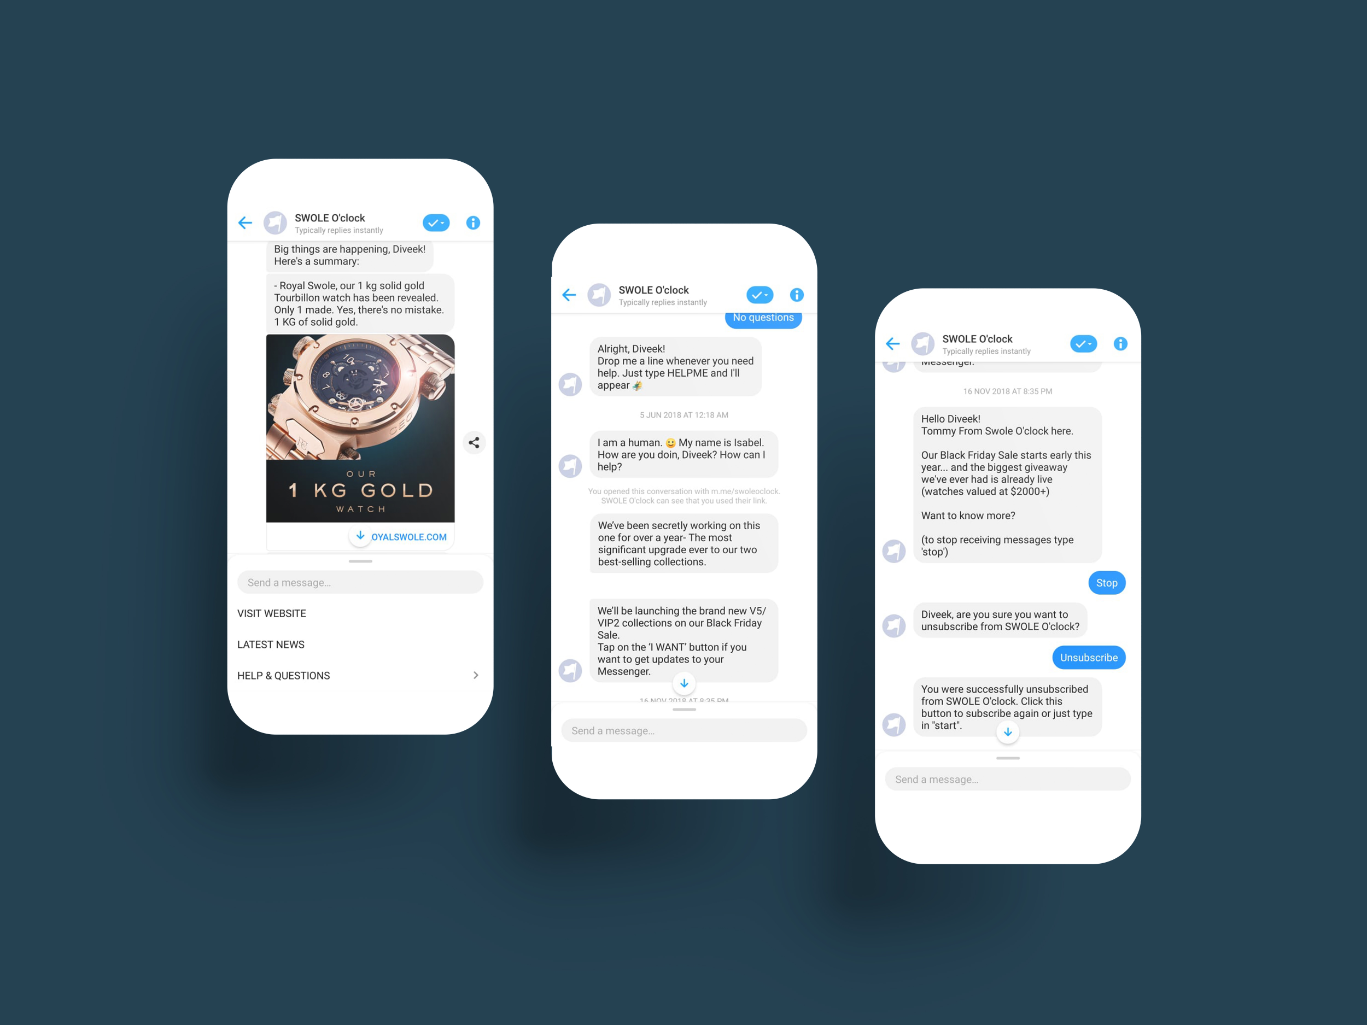 SWOLE O'clock
Typically replies instantly
Big things are happening, Diveek!
Here's a summary:
- Royal Swole, our 1 kg solid gold
Tourbillon watch has been revealed.
Only 1 made. Yes, there's no mistake.
1 KG of solid gold.
OUR
1 KG GOLD
WATCH
OYALSWOLE.COM
Send a message...
VISIT WEBSITE
LATEST NEWS
HELP & QUESTIONS
SWOLE O'clock
Typically replies instantly
No questions
Alright, Diveek!
Drop me a line whenever you need
help. Just type HELPME and I'll
appear
5 JUN 2018 AT 12:18 AM
I am a human. 😀 My name is Isabel.
How are you doin, Diveek? How can I
help?
You opened this conversation with m.me/swoleoclock.
SWOLE O'clock can see that you used their link.
We've been secretly working on this
one for over a year- The most
significant upgrade ever to our two
best-selling collections.
We'll be launching the brand new V5/
VIP2 collections on our Black Friday
Sale.
Tap on the 'I WANT' button if you
want to get updates to your
Messenger.
16 NOV 2018 AT 8:35 PM
Send a message...
SWOLE O'clock
Typically replies instantly
Messenger.
16 NOV 2018 AT 8:35 PM
Hello Diveek!
Tommy From Swole O'clock here.
Our Black Friday Sale starts early this
year... and the biggest giveaway
we've ever had is already live
(watches valued at $2000+)
Want to know more?
(to stop receiving messages type
'stop')
Stop
Diveek, are you sure you want to
unsubscribe from SWOLE O'clock?
Unsubscribe
You were successfully unsubscribed
from SWOLE O'clock. Click this
button to subscribe again or just type
in "start".
Send a message...